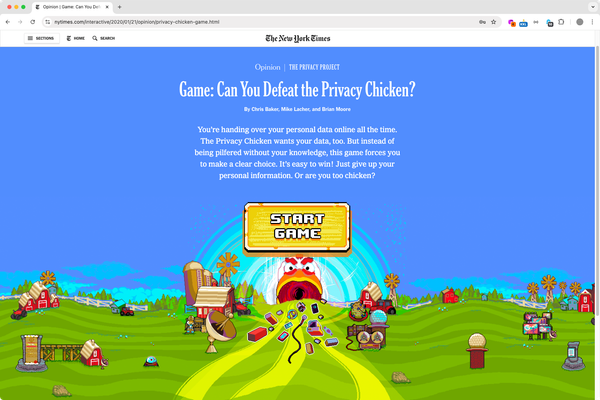 Opinion | Game: Can You Def
nytimes.com/interactive/2020/01/21/opinion/privacy-chicken-game.html
SECTIONS HOME SEARCH
The New York Times
Opinion | THE PRIVACY PROJECT
Game: Can You Defeat the Privacy Chicken?
By Chris Baker, Mike Lacher, and Brian Moore
You're handing over your personal data online all the time.
The Privacy Chicken wants your data, too. But instead of
being pilfered without your knowledge, this game forces you
to make a clear choice. It's easy to win! Just give up your
personal information. Or are you too chicken?
START
GAME